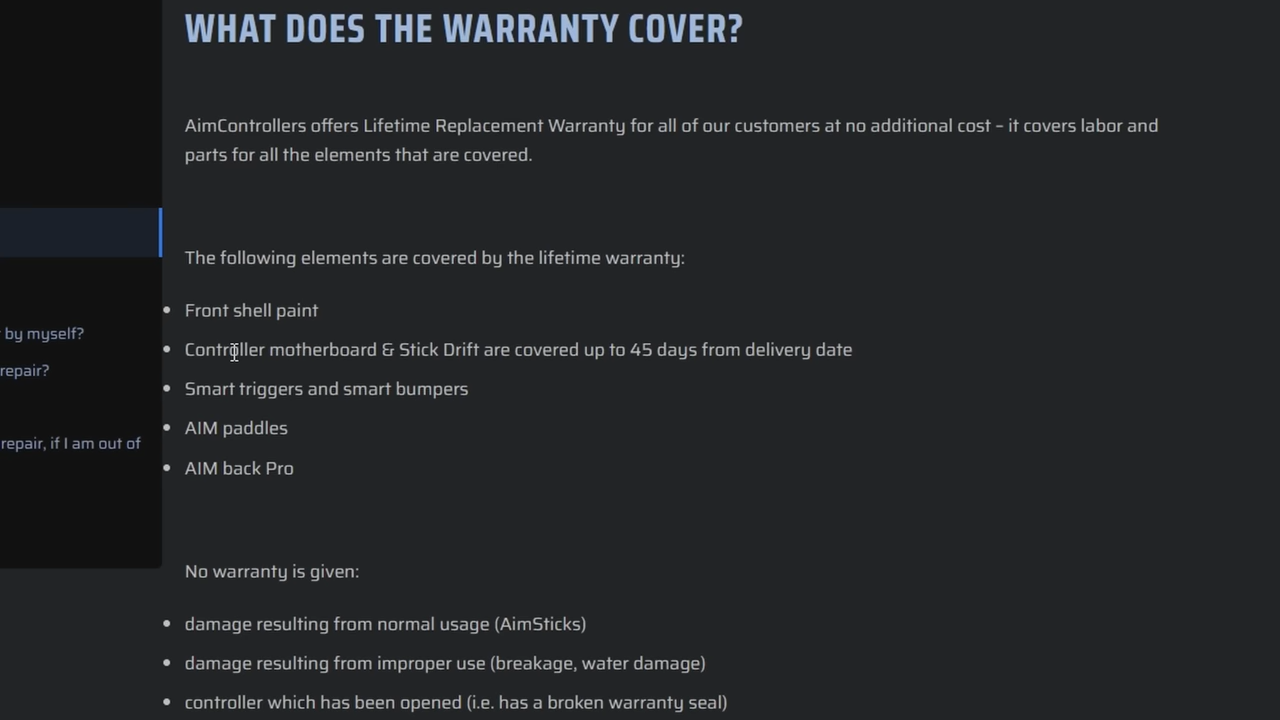 WHAT DOES THE WARRANTY COVER?
AimControllers offers Lifetime Replacement Warranty for all of our customers at no additional cost – it covers labor and
parts for all the elements that are covered.
The following elements are covered by the lifetime warranty:
• Front shell paint
by myself?
• Controller motherboard & Stick Drift are covered up to 45 days from delivery date
repair?
• Smart triggers and smart bumpers
• AIM paddles
repair, if I am out of
• AIM back Pro
No warranty is given:
• damage resulting from normal usage (AimSticks)
• damage resulting from improper use (breakage, water damage)
• controller which has been opened (i.e. has a broken warranty seal)